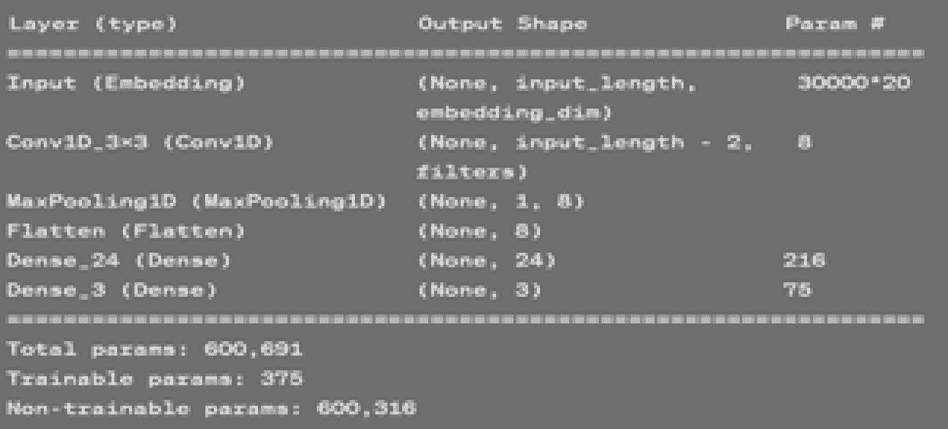 Layer (type) Output Shape Param #
Input (Embedding) (None, input_length, 30000*20
embedding_dim)
Conv1D_3×3 (Conv1D) (None, input_length - 2, 8
filters)
MaxPooling1D (MaxPooling1D) (None, 1, 8)
Flatten (Flatten) (None, 8)
Dense_24 (Dense) (None, 24) 216
Dense_3 (Dense) (None, 3) 75
Total params: 600,691
Trainable params: 375
Non-trainable params: 600,316